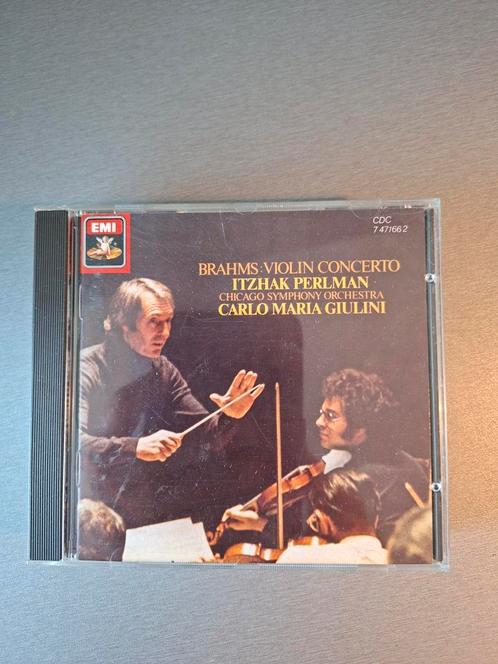 EMI
CDC
7 47166 2
BRAHMS: VIOLIN CONCERTO
ITZHAK PERLMAN
CHICAGO SYMPHONY ORCHESTRA
CARLO MARIA GIULINI